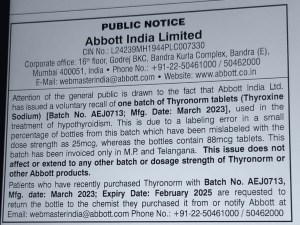 PUBLIC NOTICE
Abbott India Limited
CIN No.: L24239MH1944PLC007330
Corporate office: 16th floor, Godrej BKC, Bandra Kurla Complex, Bandra (E),
Mumbai 400051, India • Phone No.: +91-22-50461000 / 50462000
E-mail: webmasterindia@abbott.com • Website: www.abbott.co.in
Attention of the general public is drawn to the fact that Abbott India Ltd.
has issued a voluntary recall of one batch of Thyronorm tablets (Thyroxine
Sodium) [Batch No. AEJ0713; Mfg. Date: March 2023], used in the
treatment of hypothyroidism. This is due to a labeling error in a small
percentage of bottles from this batch which have been mislabeled with the
dose strength as 25mcg, whereas the bottles contain 88mcg tablets. This
batch has been invoiced only in M.P. and Telangana. This issue does not
affect or extend to any other batch or dosage strength of Thyronorm or
other Abbott products.
Patients who have recently purchased Thyronorm with Batch No. AEJ0713,
Mfg. date: March 2023; Expiry Date: February 2025 are requested to
return the bottle to the chemist they purchased it from or notify Abbott at
Email: webmasterindia@abbott.com or Phone No.: +91-22-50461000 / 50462000